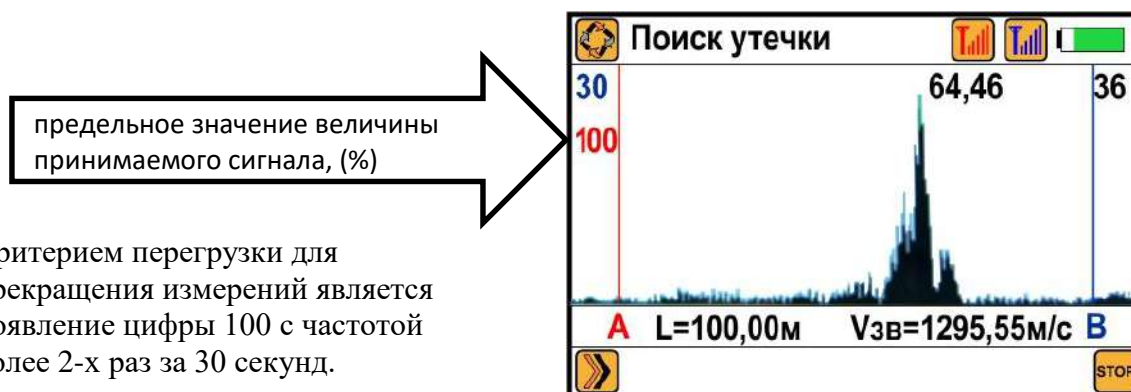 предельное значение величины
принимаемого сигнала, (%)
Поиск утечки
30
64,46
36
100
A L=100,00м Vзв=1295,55м/с B
STOP
ритерием перегрузки для
рекращения измерений является
оявление цифры 100 с частотой
олее 2-х раз за 30 секунд.